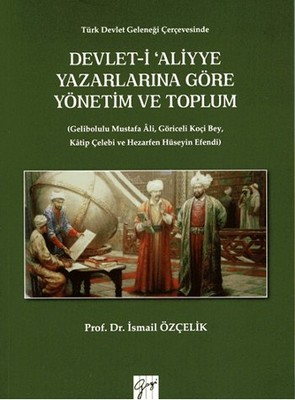 Türk Devlet Geleneği Çerçevesinde
DEVLET-İ ‘ALİYYE
YAZARLARINA GÖRE
YÖNETİM VE TOPLUM
(Gelibolulu Mustafa Âli, Göriceli Koçi Bey,
Kâtip Çelebi ve Hezarfen Hüseyin Efendi)
Prof. Dr. İsmail ÖZÇELİK
gazi